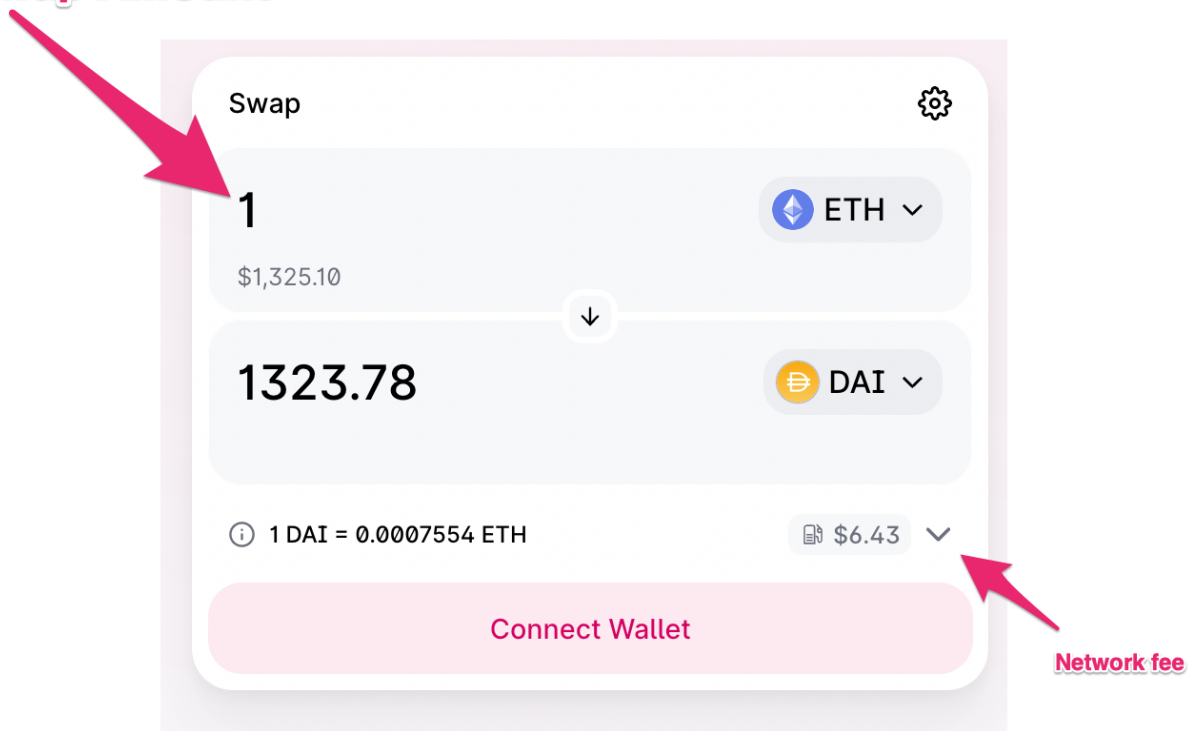 Swap
1
ETH
$1,325.10
1323.78
DAI
1 DAI = 0.0007554 ETH
$6.43
Connect Wallet
Network fee